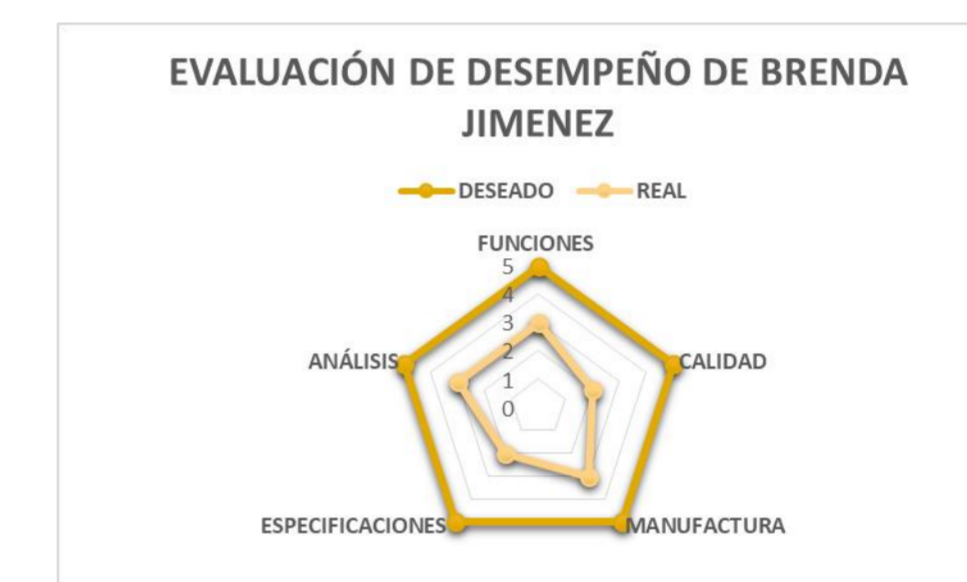 EVALUACIÓN DE DESEMPEÑO DE BRENDA
JIMENEZ
DESEADO
REAL
FUNCIONES
5
4
3
2
1
0
ANÁLISIS
CALIDAD
ESPECIFICACIONES
MANUFACTURA